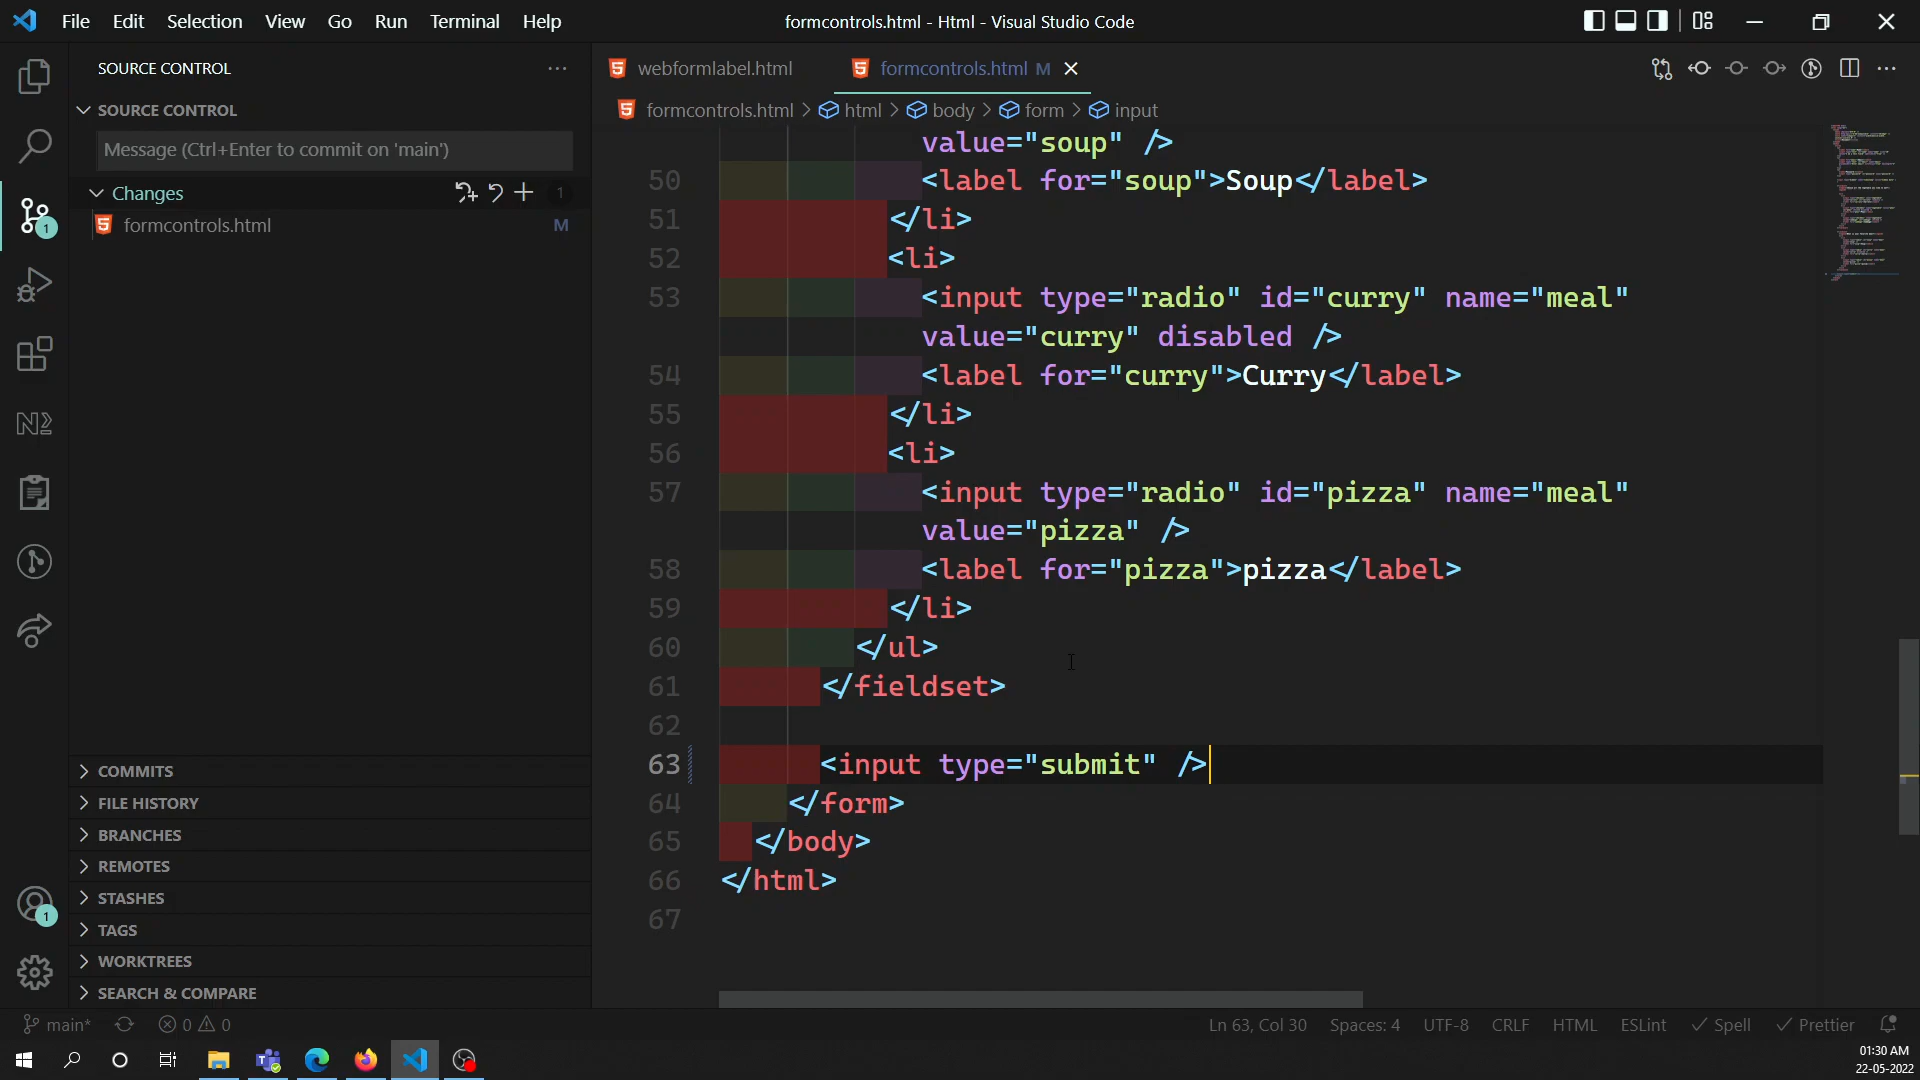 File Edit Selection View Go Run Terminal Help
formcontrols.html - Html - Visual Studio Code
SOURCE CONTROL
SOURCE CONTROL
Message (Ctrl+Enter to commit on 'main')
Changes 1
formcontrols.html M
COMMITS
FILE HISTORY
BRANCHES
REMOTES
STASHES
TAGS
WORKTREES
SEARCH & COMPARE
1
1
webformlabel.html
formcontrols.html M
formcontrols.html > html > body > form > input
value="soup" />
50 <label for="soup">Soup</label>
51 </li>
52 <li>
53 <input type="radio" id="curry" name="meal"
value="curry" disabled />
54 <label for="curry">Curry</label>
55 </li>
56 <li>
57 <input type="radio" id="pizza" name="meal"
value="pizza" />
58 <label for="pizza">pizza</label>
59 </li>
60 </ul>
61 </fieldset>
62
63 <input type="submit" />
64 </form>
65 </body>
66 </html>
67
main* 0 0 Ln 63, Col 30 Spaces: 4 UTF-8 CRLF HTML ESLint Spell Prettier
01:30 AM
22-05-2022